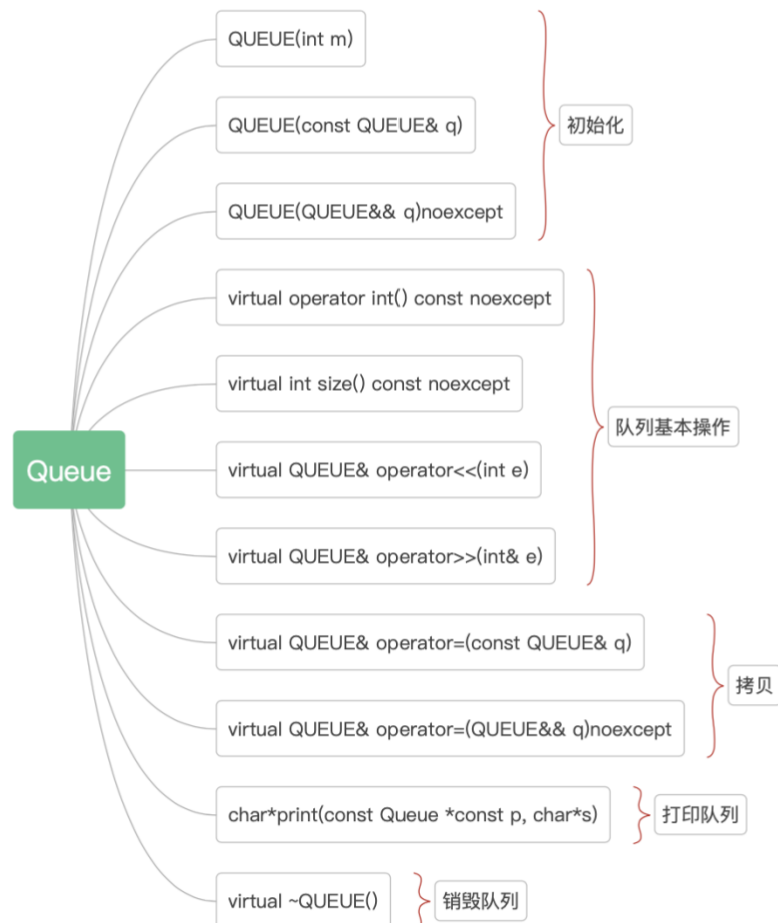 QUEUE(int m)
QUEUE(const QUEUE& q)
初始化
QUEUE(QUEUE&& q)noexcept
virtual operator int() const noexcept
virtual int size() const noexcept
队列基本操作
Queue
virtual QUEUE& operator<<(int e)
virtual QUEUE& operator>>(int& e)
virtual QUEUE& operator=(const QUEUE& q)
拷贝
virtual QUEUE& operator=(QUEUE&& q)noexcept
char*print(const Queue *const p, char*s)
打印队列
virtual ~QUEUE()
销毁队列